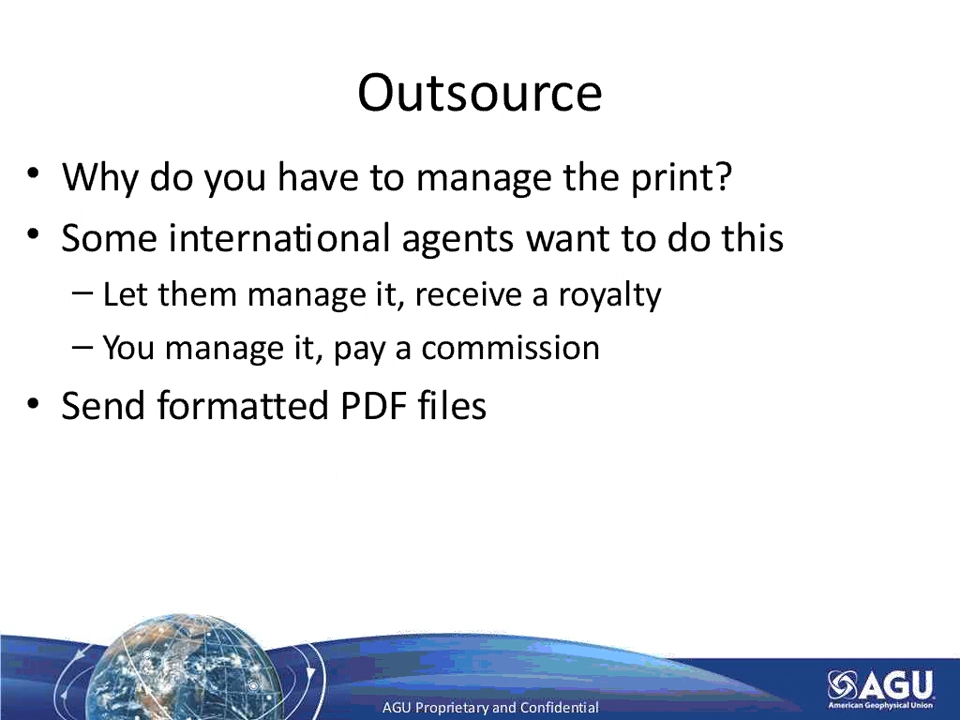 Outsource
• Why do you have to manage the print?
• Some international agents want to do this
– Let them manage it, receive a royalty
– You manage it, pay a commission
• Send formatted PDF files
AGU Proprietary and Confidential
AGU
American Geophysical Union